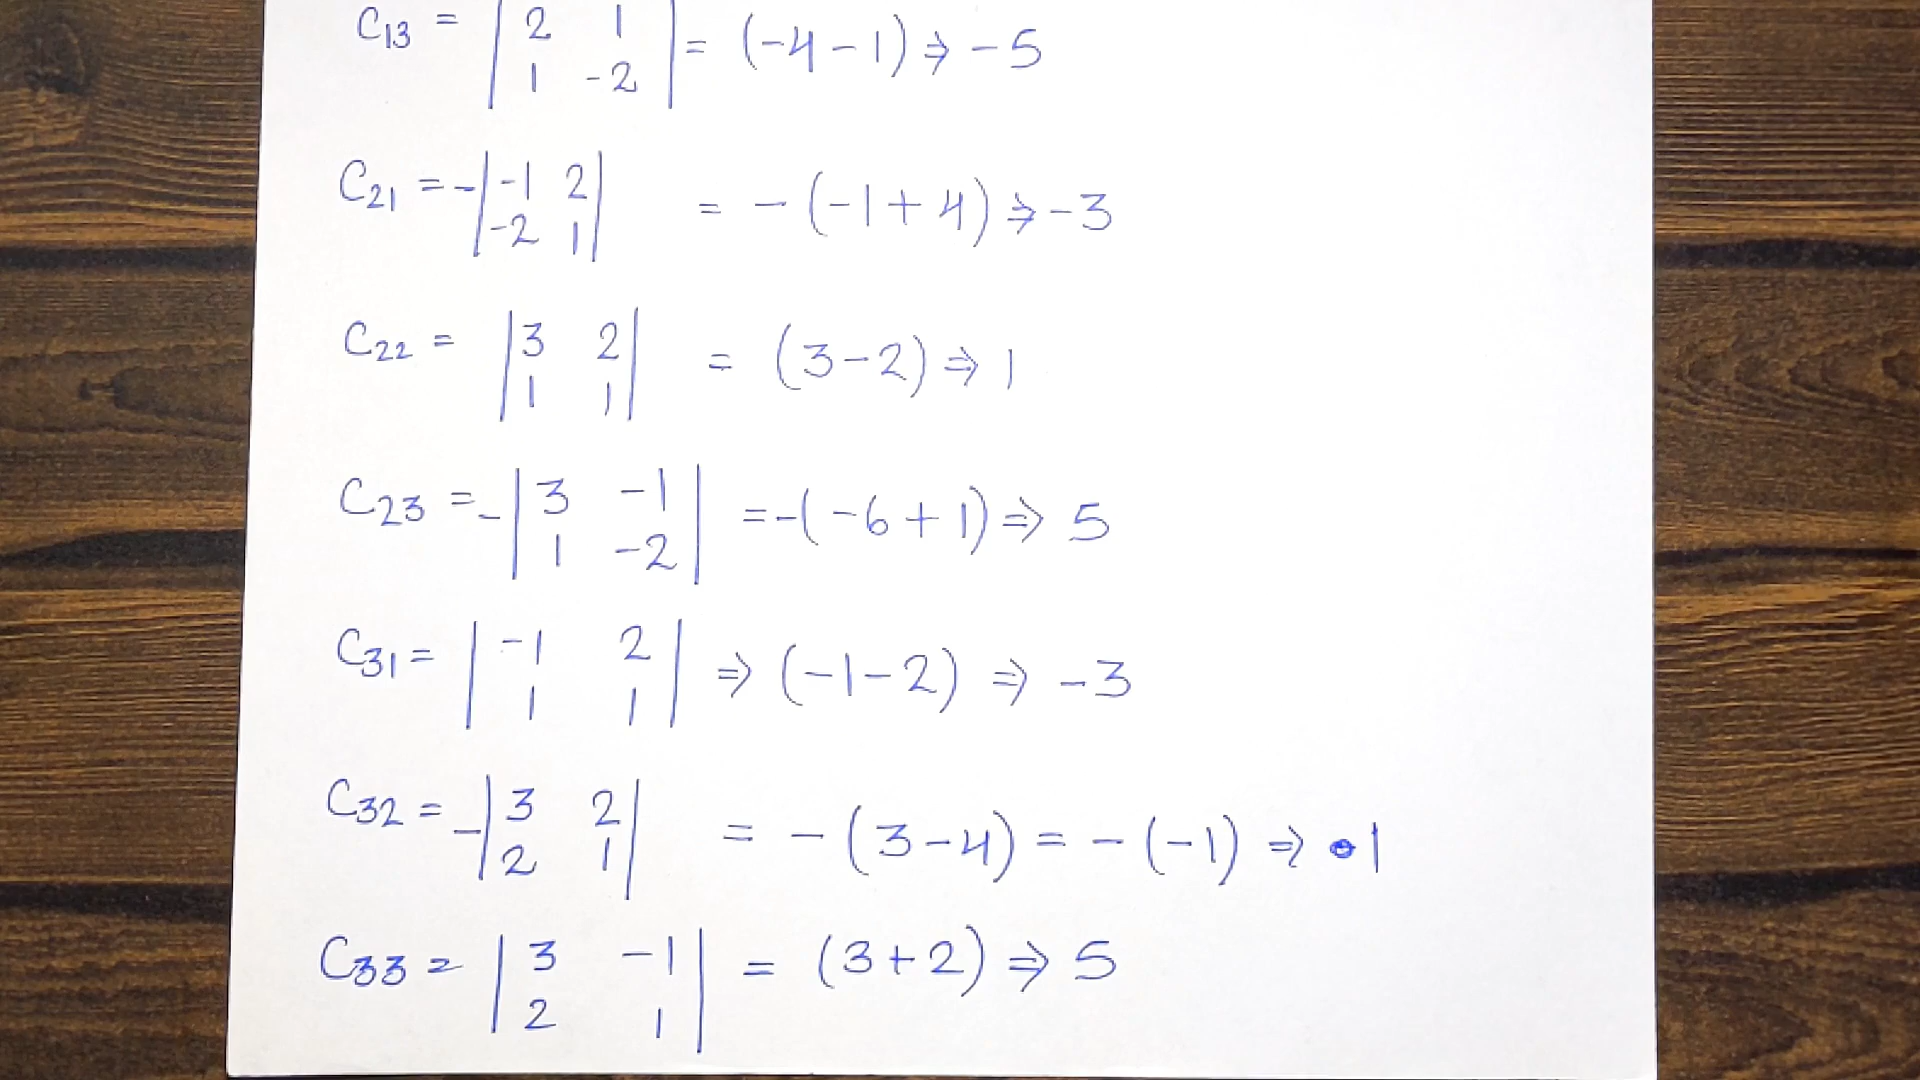 C13 = | 2 1 | = (-4 - 1) ⇒ -5
| 1 -2 |
C21 = - | -1 2 | = - (-1 + 4) ⇒ -3
| -2 1 |
C22 = | 3 2 | = (3 - 2) ⇒ 1
| 1 1 |
C23 = - | 3 -1 | = - (-6 + 1) ⇒ 5
| 1 -2 |
C31 = | -1 2 | ⇒ (-1 - 2) ⇒ -3
| 1 1 |
C32 = - | 3 2 | = - (3 - 4) = - (-1) ⇒ 1
| 2 1 |
C33 = | 3 -1 | = (3 + 2) ⇒ 5
| 2 1 |